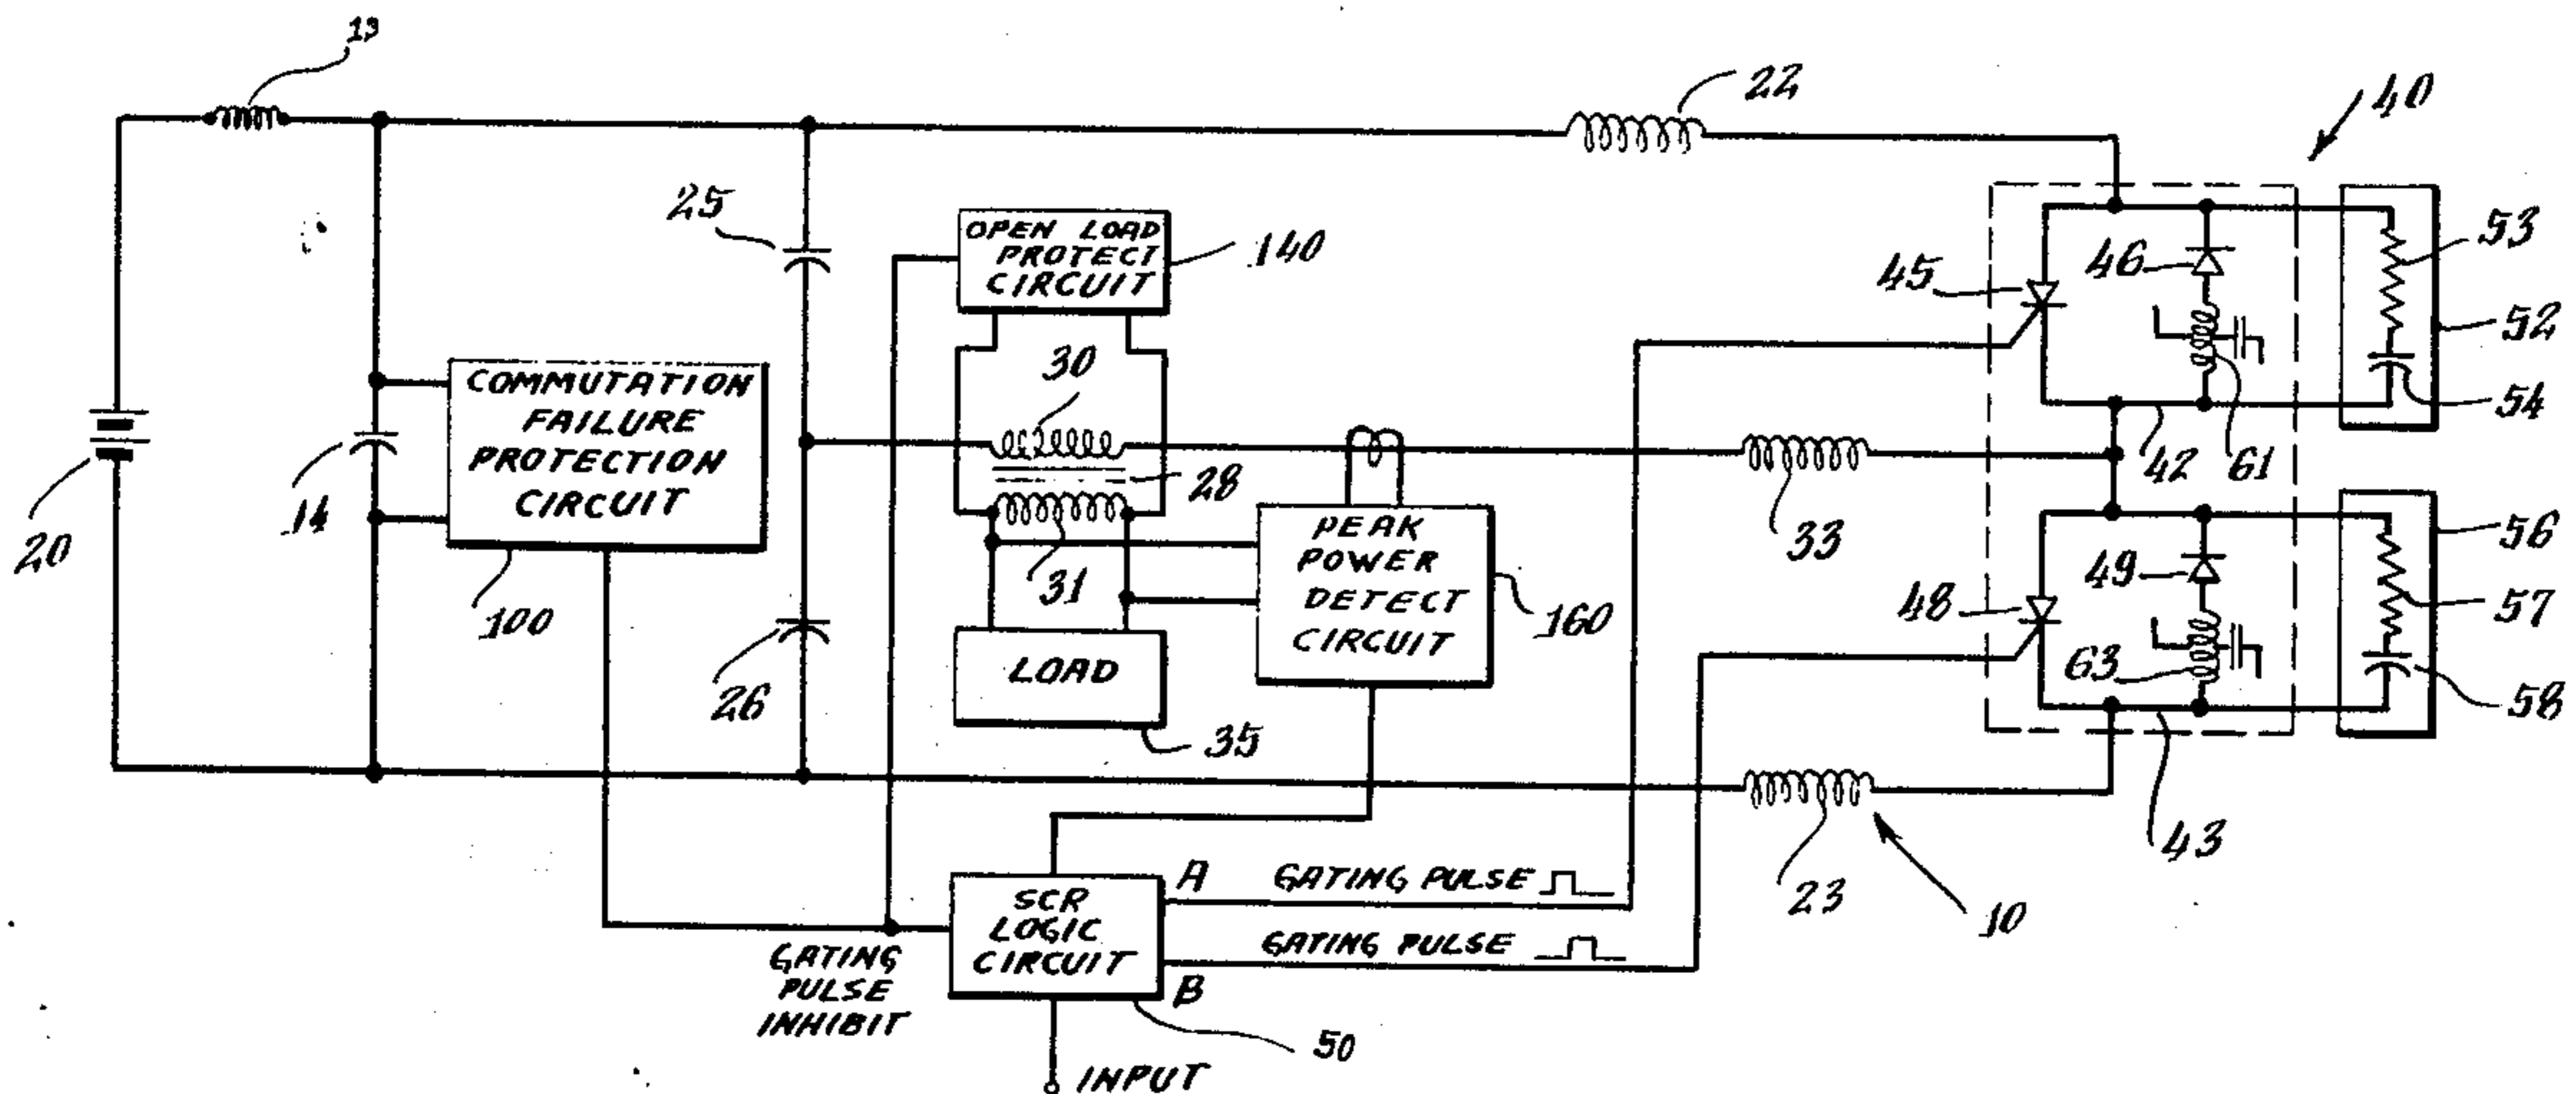 13
22
40
25
OPEN LOAD
PROTECT
CIRCUIT
140
45
46
53
52
54
30
COMMUTATION
FAILURE
PROTECTION
CIRCUIT
14
20
100
28
31
PEAK
POWER
DETECT
CIRCUIT
160
33
42
61
56
49
48
57
63
58
26
LOAD
35
43
23
10
SCR
LOGIC
CIRCUIT
A
GATING PULSE
GATING PULSE
B
GATING
PULSE
INHIBIT
50
INPUT